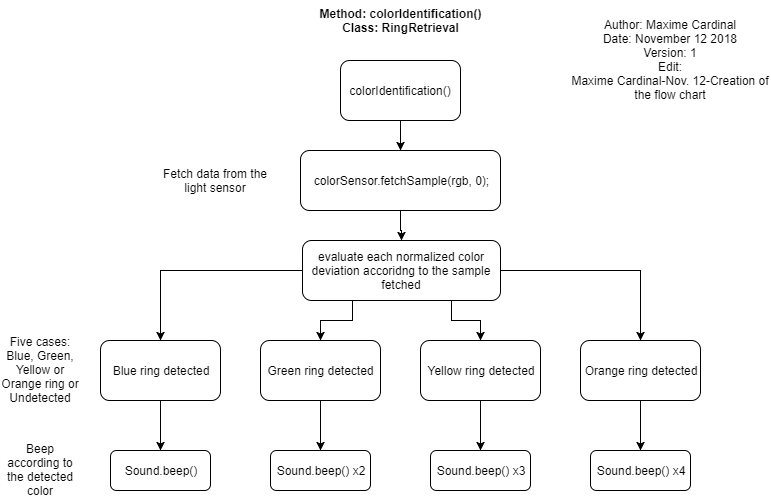 Method: colorIdentification()
Class: RingRetrieval
Author: Maxime Cardinal
Date: November 12 2018
Version: 1
Edit:
Maxime Cardinal-Nov. 12-Creation of
the flow chart
colorIdentification()
Fetch data from the
light sensor
colorSensor.fetchSample(rgb, 0);
evaluate each normalized color
deviation accoridng to the sample
fetched
Five cases:
Blue, Green,
Yellow or
Orange ring or
Undetected
Blue ring detected
Green ring detected
Yellow ring detected
Orange ring detected
Beep
according to
the detected
color
Sound.beep()
Sound.beep() x2
Sound.beep() x3
Sound.beep() x4